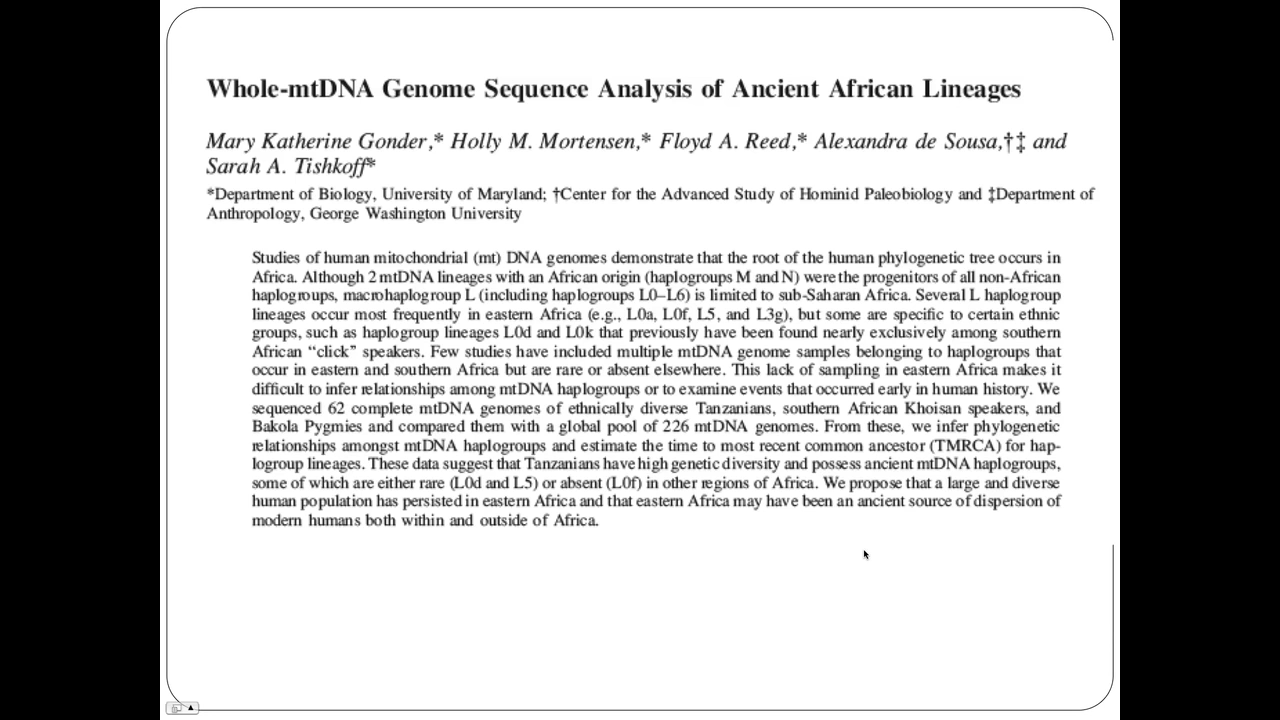 Whole-mtDNA Genome Sequence Analysis of Ancient African Lineages
Mary Katherine Gonder,* Holly M. Mortensen,* Floyd A. Reed,* Alexandra de Sousa,†‡ and
Sarah A. Tishkoff*
*Department of Biology, University of Maryland; †Center for the Advanced Study of Hominid Paleobiology and ‡Department of
Anthropology, George Washington University
Studies of human mitochondrial (mt) DNA genomes demonstrate that the root of the human phylogenetic tree occurs in
Africa. Although 2 mtDNA lineages with an African origin (haplogroups M and N) were the progenitors of all non-African
haplogroups, macrohaplogroup L (including haplogroups L0–L6) is limited to sub-Saharan Africa. Several L haplogroup
lineages occur most frequently in eastern Africa (e.g., L0a, L0f, L5, and L3g), but some are specific to certain ethnic
groups, such as haplogroup lineages L0d and L0k that previously have been found nearly exclusively among southern
African “click” speakers. Few studies have included multiple mtDNA genome samples belonging to haplogroups that
occur in eastern and southern Africa but are rare or absent elsewhere. This lack of sampling in eastern Africa makes it
difficult to infer relationships among mtDNA haplogroups or to examine events that occurred early in human history. We
sequenced 62 complete mtDNA genomes of ethnically diverse Tanzanians, southern African Khoisan speakers, and
Bakola Pygmies and compared them with a global pool of 226 mtDNA genomes. From these, we infer phylogenetic
relationships amongst mtDNA haplogroups and estimate the time to most recent common ancestor (TMRCA) for hap-
logroup lineages. These data suggest that Tanzanians have high genetic diversity and possess ancient mtDNA haplogroups,
some of which are either rare (L0d and L5) or absent (L0f) in other regions of Africa. We propose that a large and diverse
human population has persisted in eastern Africa and that eastern Africa may have been an ancient source of dispersion of
modern humans both within and outside of Africa.